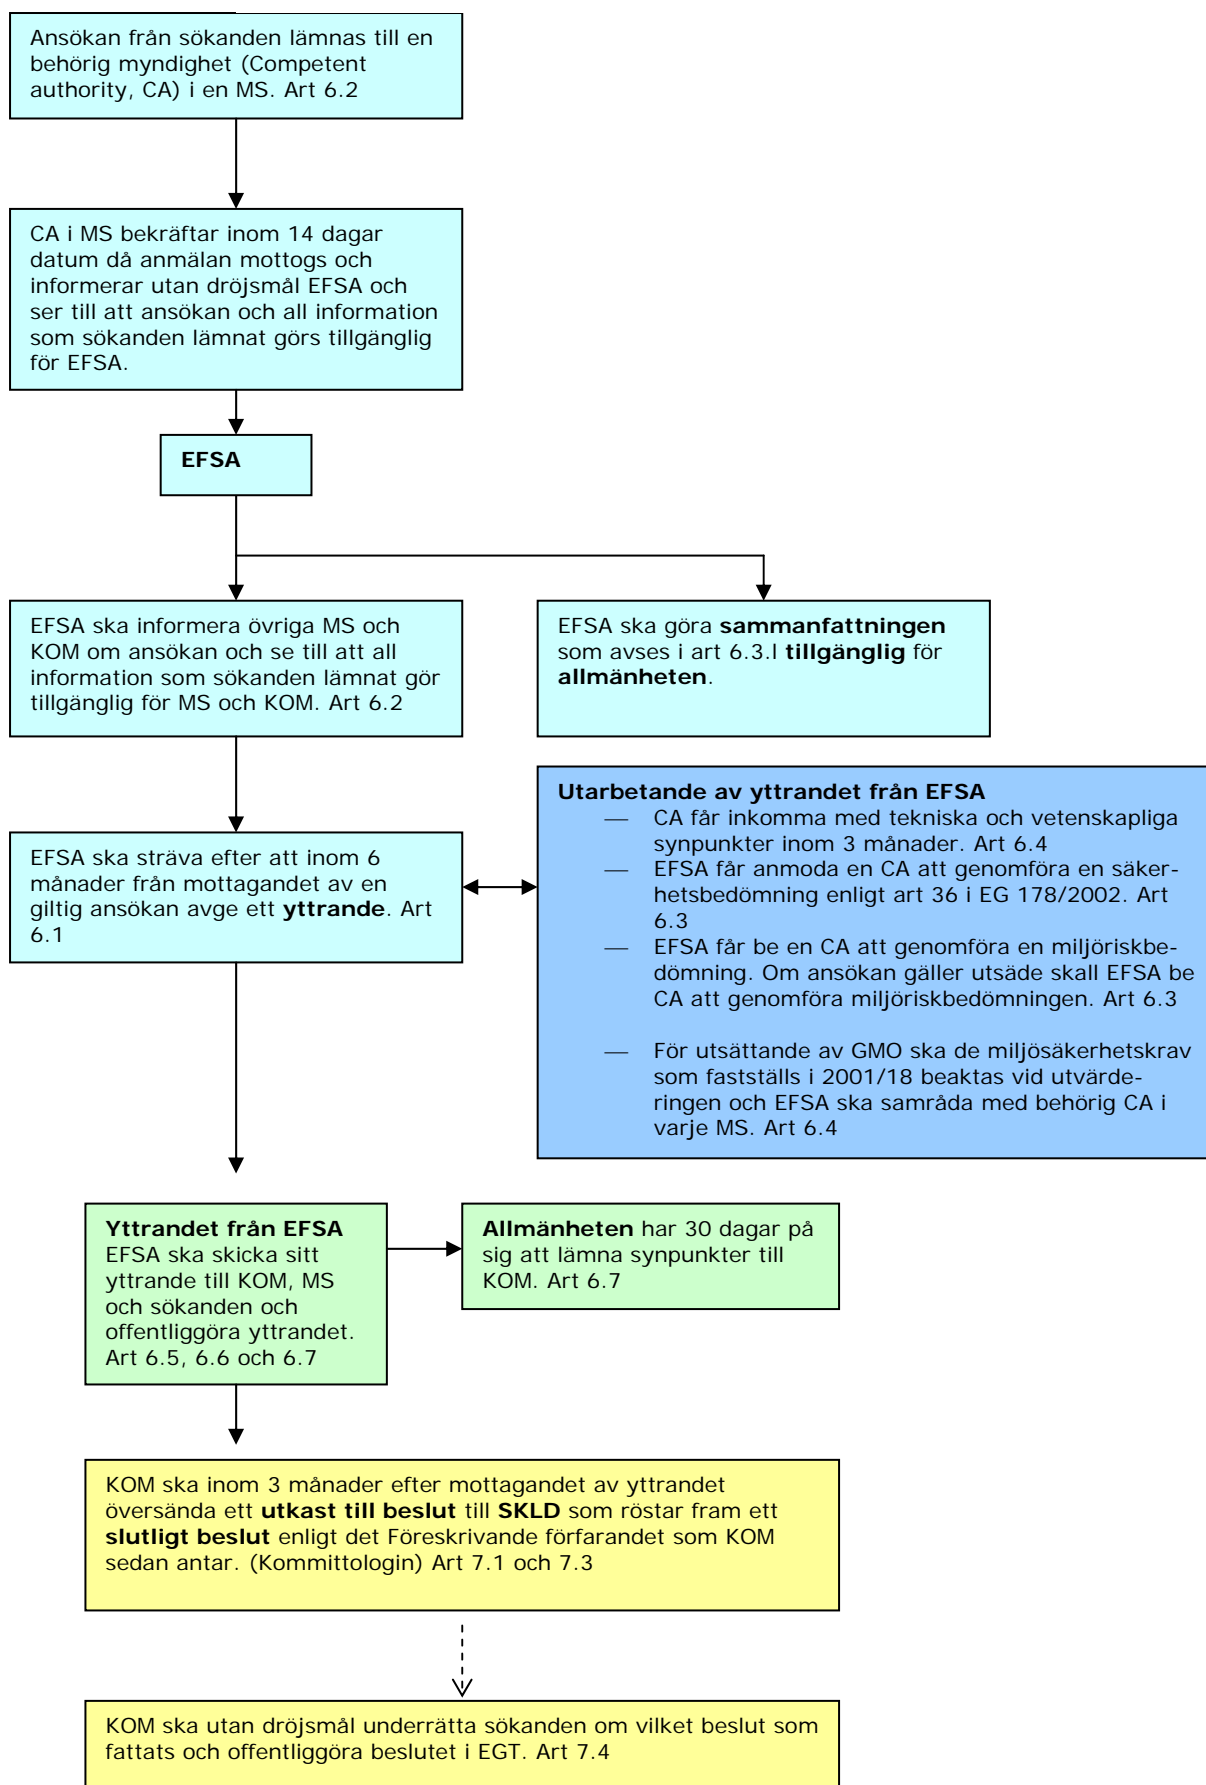 Ansökan från sökanden lämnas till en
behörig myndighet (Competent
authority, CA) i en MS. Art 6.2
CA i MS bekräftar inom 14 dagar
datum då anmälan mottogs och
informerar utan dröjsmål EFSA och
ser till att ansökan och all information
som sökanden lämnat görs tillgänglig
för EFSA.
EFSA
EFSA ska informera övriga MS och
KOM om ansökan och se till att all
information som sökanden lämnat gör
tillgänglig för MS och KOM. Art 6.2
EFSA ska göra sammanfattningen
som avses i art 6.3.l tillgänglig för
allmänheten.
EFSA ska sträva efter att inom 6
månader från mottagandet av en
giltig ansökan avge ett yttrande. Art
6.1
Utarbetande av yttrandet från EFSA
— CA får inkomma med tekniska och vetenskapliga
synpunkter inom 3 månader. Art 6.4
— EFSA får anmoda en CA att genomföra en säker-
hetsbedömning enligt art 36 i EG 178/2002. Art
6.3
— EFSA får be en CA att genomföra en miljöriskbe-
dömning. Om ansökan gäller utsäde skall EFSA be
CA att genomföra miljöriskbedömningen. Art 6.3
— För utsättande av GMO ska de miljösäkerhetskrav
som fastställs i 2001/18 beaktas vid utvärde-
ringen och EFSA ska samråda med behörig CA i
varje MS. Art 6.4
Yttrandet från EFSA
EFSA ska skicka sitt
yttrande till KOM, MS
och sökanden och
offentliggöra yttrandet.
Art 6.5, 6.6 och 6.7
Allmänheten har 30 dagar på
sig att lämna synpunkter till
KOM. Art 6.7
KOM ska inom 3 månader efter mottagandet av yttrandet
översända ett utkast till beslut till SKLD som röstar fram ett
slutligt beslut enligt det Föreskrivande förfarandet som KOM
sedan antar. (Kommittologin) Art 7.1 och 7.3
KOM ska utan dröjsmål underrätta sökanden om vilket beslut som
fattats och offentliggöra beslutet i EGT. Art 7.4